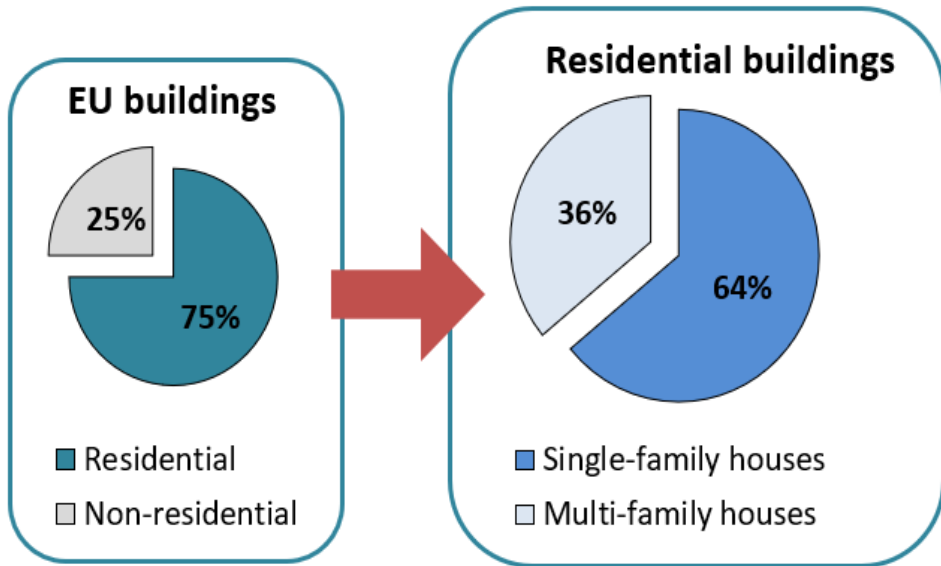 EU buildings
25%
75%
Residential
Non-residential
Residential buildings
36%
64%
Single-family houses
Multi-family houses